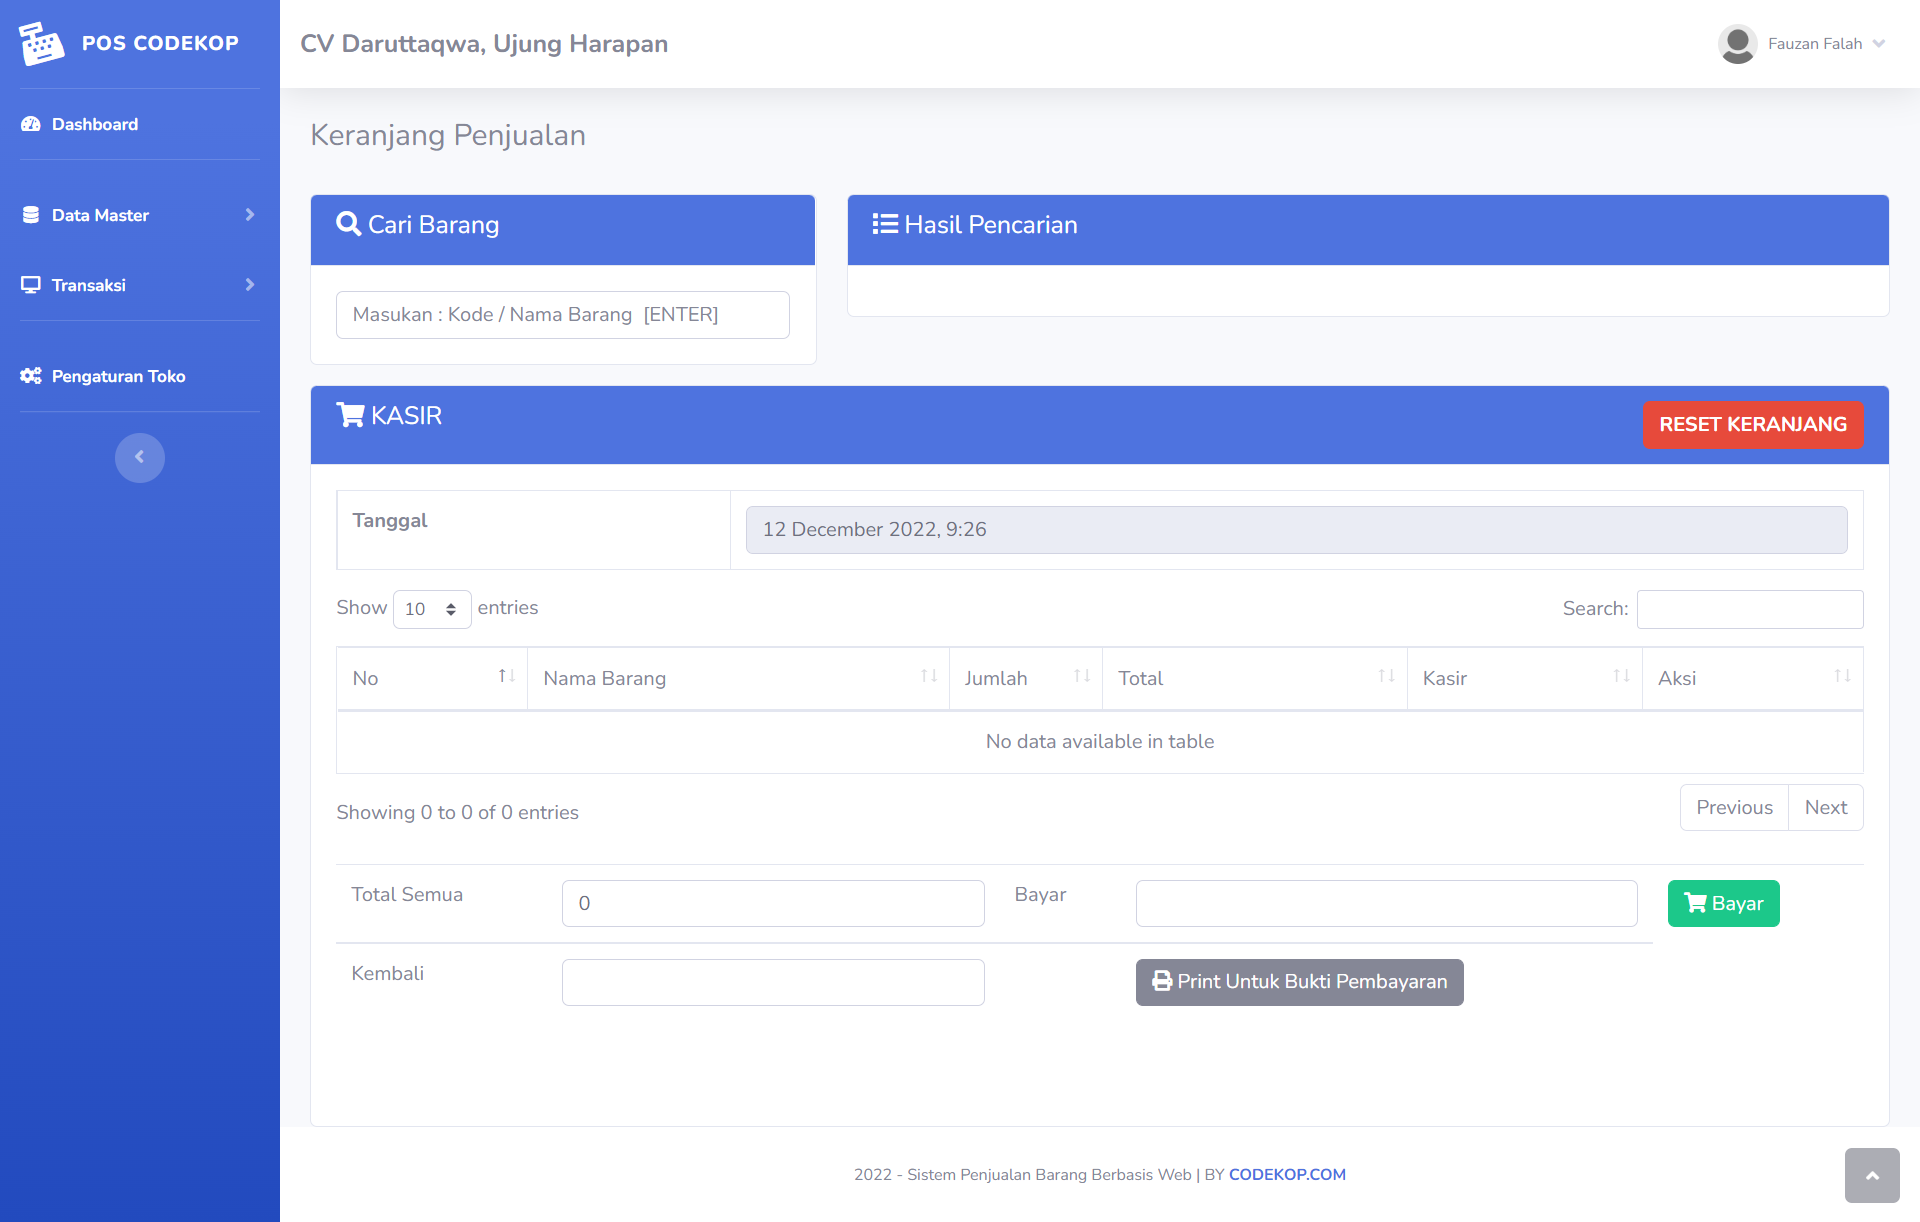 POS CODEKOP
CV Daruttaqwa, Ujung Harapan
Fauzan Falah
Dashboard
Data Master
Transaksi
Pengaturan Toko
Keranjang Penjualan
Cari Barang
Hasil Pencarian
Masukan : Kode / Nama Barang [ENTER]
KASIR
RESET KERANJANG
Tanggal
12 December 2022, 9:26
Show 10 entries
Search:
No
Nama Barang
Jumlah
Total
Kasir
Aksi
No data available in table
Showing 0 to 0 of 0 entries
Previous
Next
Total Semua
0
Bayar
Bayar
Kembali
Print Untuk Bukti Pembayaran
2022 - Sistem Penjualan Barang Berbasis Web | BY CODEKOP.COM